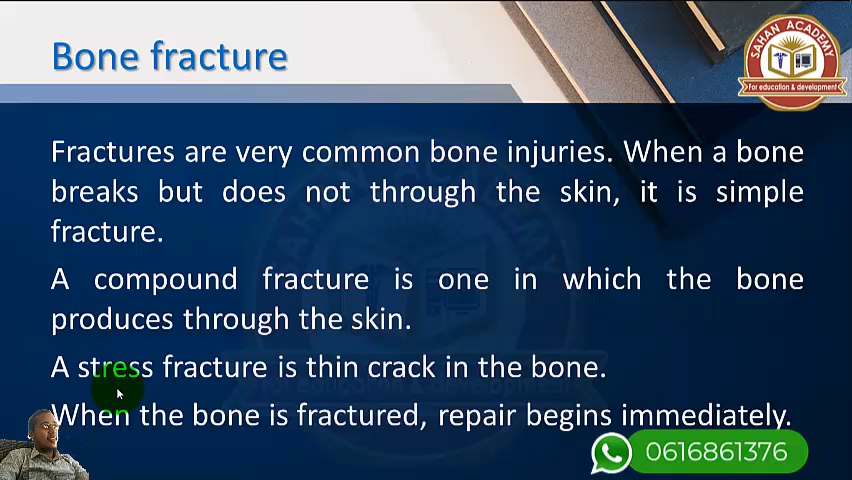 Bone fracture
SAHAN ACADEMY
For education & development
Fractures are very common bone injuries. When a bone
breaks but does not through the skin, it is simple
fracture.
A compound fracture is one in which the bone
produces through the skin.
A stress fracture is thin crack in the bone.
When the bone is fractured, repair begins immediately.
0616861376